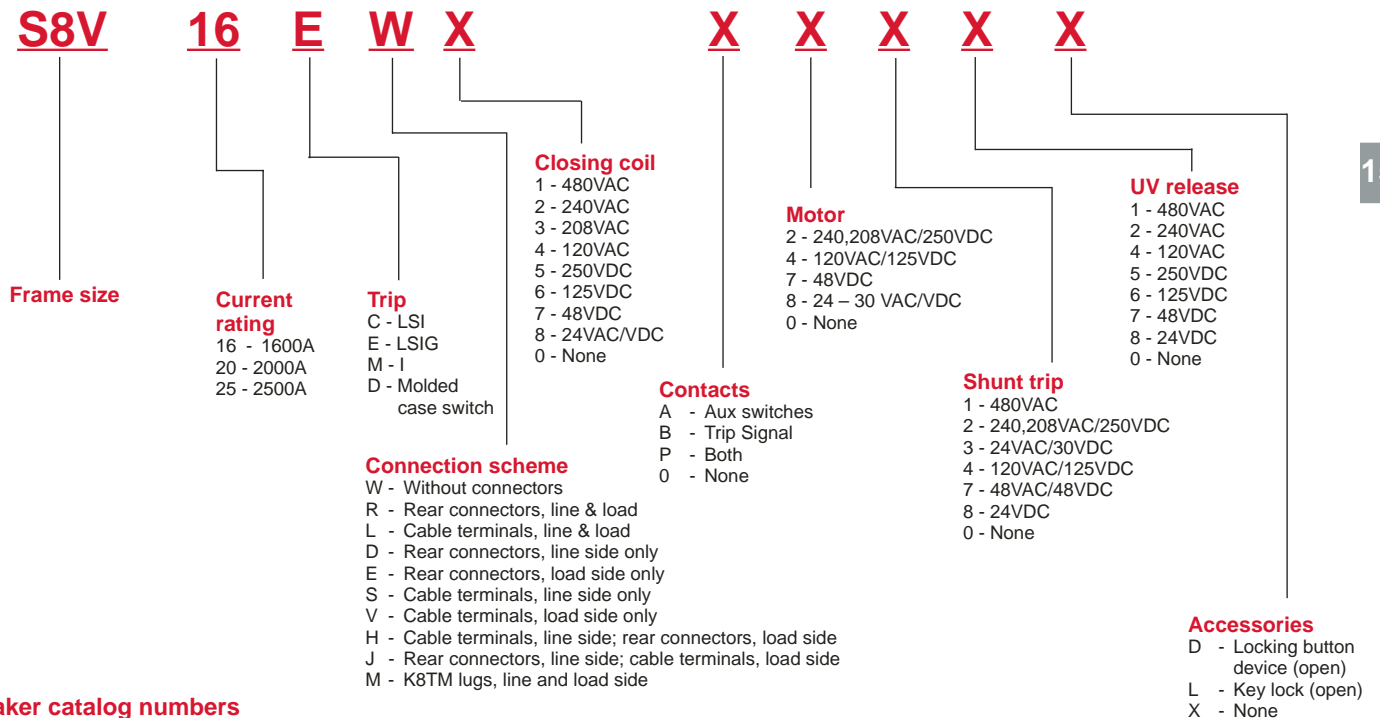 S8V 16 E W X X X X X X
Closing coil
1 - 480VAC
2 - 240VAC
3 - 208VAC
4 - 120VAC
5 - 250VDC
6 - 125VDC
7 - 48VDC
8 - 24VAC/VDC
0 - None
Motor
2 - 240,208VAC/250VDC
4 - 120VAC/125VDC
7 - 48VDC
8 - 24 – 30 VAC/VDC
0 - None
UV release
1 - 480VAC
2 - 240VAC
4 - 120VAC
5 - 250VDC
6 - 125VDC
7 - 48VDC
8 - 24VDC
0 - None
Frame size
Current
rating
16 - 1600A
20 - 2000A
25 - 2500A
Trip
C - LSI
E - LSIG
M - I
D - Molded
case switch
Contacts
A - Aux switches
B - Trip Signal
P - Both
0 - None
Shunt trip
1 - 480VAC
2 - 240,208VAC/250VDC
3 - 24VAC/30VDC
4 - 120VAC/125VDC
7 - 48VAC/48VDC
8 - 24VDC
0 - None
Connection scheme
W - Without connectors
R - Rear connectors, line & load
L - Cable terminals, line & load
D - Rear connectors, line side only
E - Rear connectors, load side only
S - Cable terminals, line side only
V - Cable terminals, load side only
H - Cable terminals, line side; rear connectors, load side
J - Rear connectors, line side; cable terminals, load side
M - K8TM lugs, line and load side
Accessories
D - Locking button
device (open)
L - Key lock (open)
X - None
catalog numbers